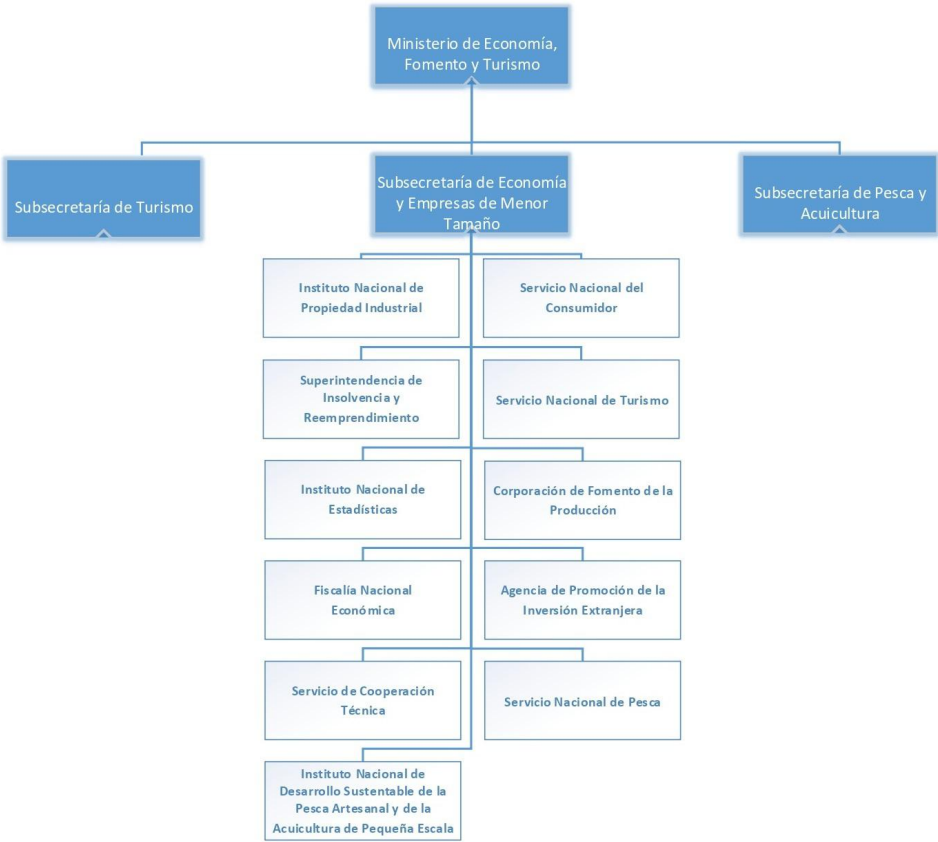 Ministerio de Economía,
Fomento y Turismo
Subsecretaría de Turismo
Subsecretaría de Economía
y Empresas de Menor
Tamaño
Subsecretaría de Pesca y
Acuicultura
Instituto Nacional de
Propiedad Industrial
Servicio Nacional del
Consumidor
Superintendencia de
Insolvencia y
Reemprendimiento
Servicio Nacional de Turismo
Instituto Nacional de
Estadísticas
Corporación de Fomento de la
Producción
Fiscalía Nacional
Económica
Agencia de Promoción de la
Inversión Extranjera
Servicio de Cooperación
Técnica
Servicio Nacional de Pesca
Instituto Nacional de
Desarrollo Sustentable de la
Pesca Artesanal y de la
Acuicultura de Pequeña Escala